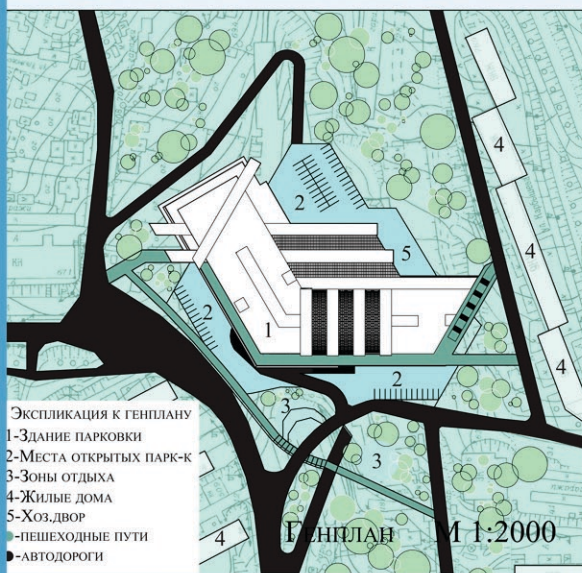 4
4
4
2
5
2
1
2
3
3
4
Экспликация к генплану
1-Здание парковки
2-Места открытых парк-к
3-Зоны отдыха
4-Жилые дома
5-Хоз.двор
-пешеходные пути
-автодороги
Генплан М 1:2000